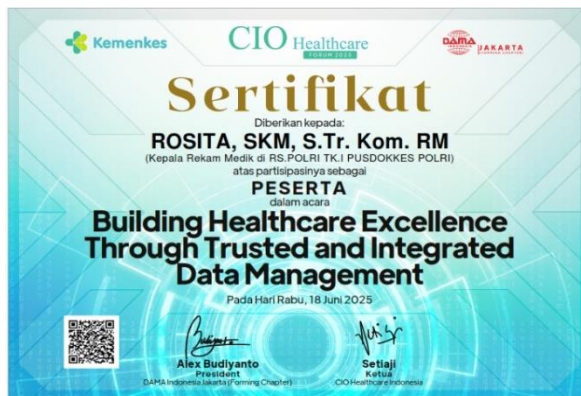 Kemenkes
CIO Healthcare
FORUM 2025
DAMA
JAKARTA
Sertifikat
Diberikan kepada:
ROSITA, SKM, S.Tr. Kom. RM
(Kepala Rekam Medik di RS.POLRI TK.I PUSDOKKES POLRI)
atas partisipasinya sebagai
PESERTA
dalam acara
Building Healthcare Excellence
Through Trusted and Integrated
Data Management
Pada Hari Rabu, 18 Juni 2025
Alex Budiyanto
President
DAMA Indonesia Jakarta (Forming Chapter)
Setiaji
Ketua
CIO Healthcare Indonesia